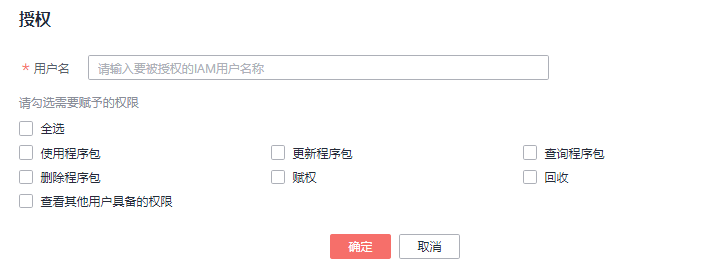 授权
* 用户名 请输入要被授权的IAM用户名称
请勾选需要赋予的权限
全选
使用程序包 更新程序包 查询程序包
删除程序包 赋权 回收
查看其他用户具备的权限
确定 取消